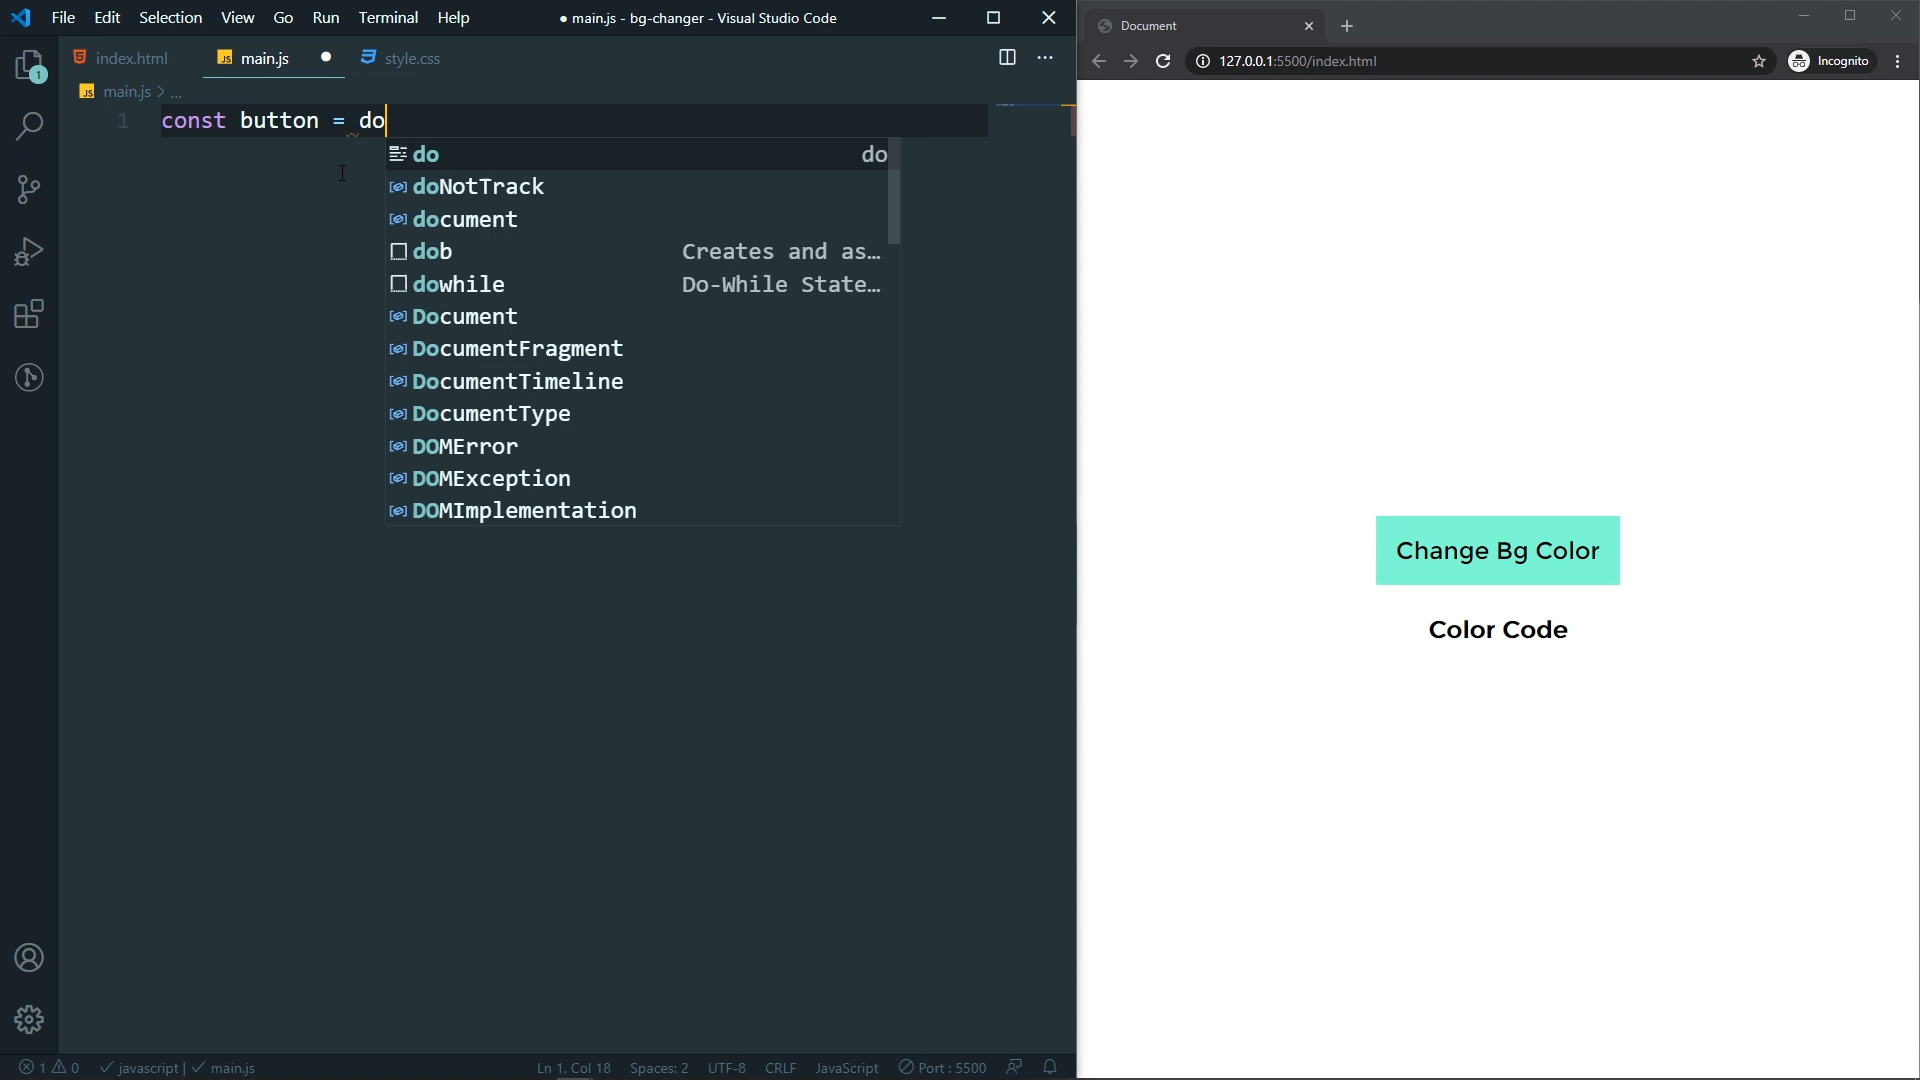 File Edit Selection View Go Run Terminal Help
● main.js - bg-changer - Visual Studio Code
index.html
JS main.js
style.css
JS main.js > ...
1 const button = do
do do
doNotTrack
document
dob Creates and as…
dowhile Do-While State…
Document
DocumentFragment
DocumentTimeline
DocumentType
DOMError
DOMException
DOMImplementation
1
1 0 javascript | main.js
Ln 1, Col 18 Spaces: 2 UTF-8 CRLF JavaScript Port : 5500
Document
127.0.0.1:5500/index.html
Incognito
Change Bg Color
Color Code